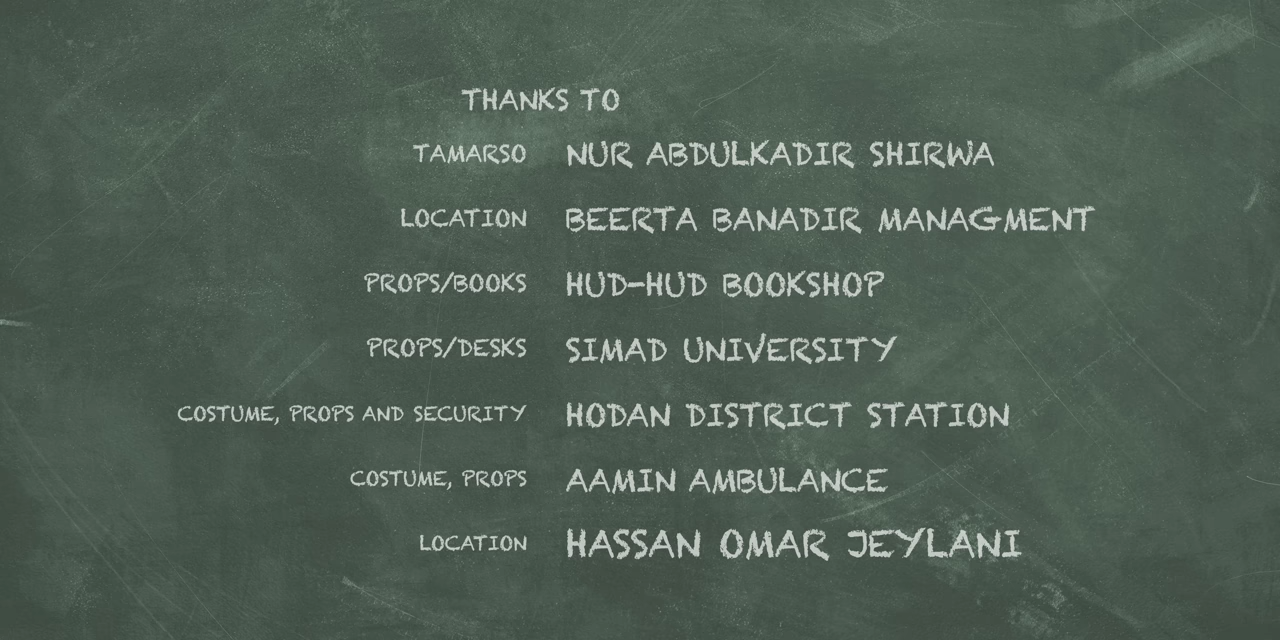 THANKS TO
TAMARSO NUR ABDULKADIR SHIRWA
LOCATION BEERTA BANADIR MANAGMENT
PROPS/BOOKS HUD-HUD BOOKSHOP
PROPS/DESKS SIMAD UNIVERSITY
COSTUME, PROPS AND SECURITY HODAN DISTRICT STATION
COSTUME, PROPS AAMIN AMBULANCE
LOCATION HASSAN OMAR JEYLANI